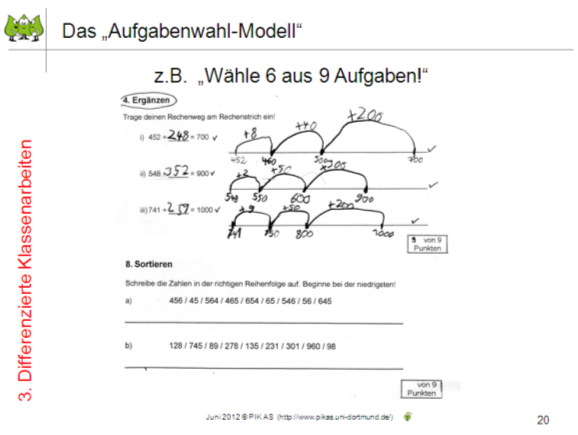 Das „Aufgabenwahl-Modell“
z.B. „Wähle 6 aus 9 Aufgaben!“
3. Differenzierte Klassenarbeiten
4. Ergänzen
Trage deinen Rechenweg am Rechenstrich ein!
i) 452 + 248 = 700 ✓
+8 +40 +200
452 460 500 700 ✓
ii) 548 + 352 = 900 ✓
+2 +50 +300
548 550 600 900 ✓
iii) 741 + 259 = 1000 ✓
+9 +50 +200
741 750 800 1000 ✓
von 9
Punkten
8. Sortieren
Schreibe die Zahlen in der richtigen Reihenfolge auf. Beginne bei der niedrigsten!
a) 456 / 45 / 564 / 465 / 654 / 65 / 546 / 56 / 645
b) 128 / 745 / 89 / 278 / 135 / 231 / 301 / 960 / 98
von 9
Punkten
Juni 2012 © PIK AS (http://www.pikas.uni-dortmund.de/)
20